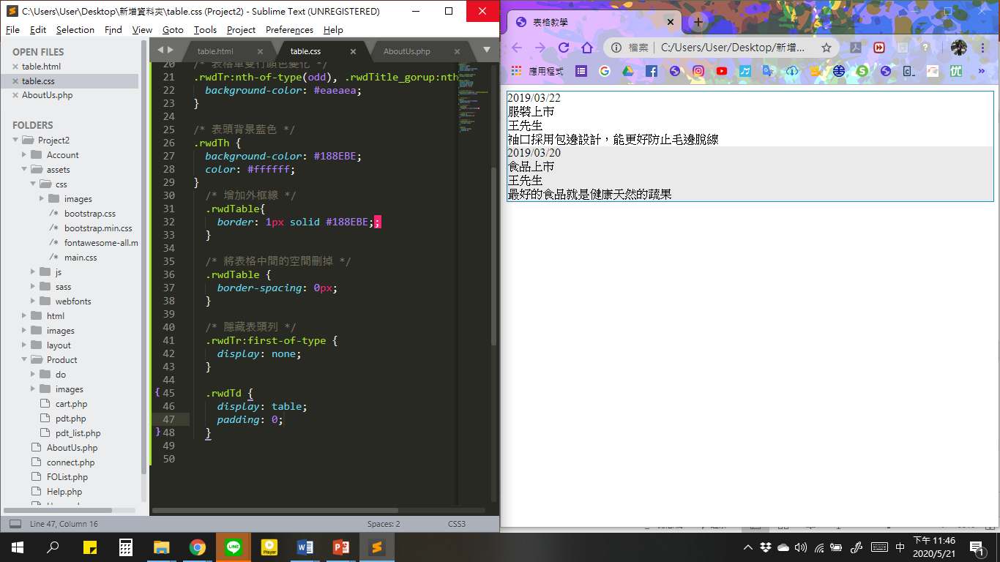 C:\Users\User\Desktop\新增資料夾\table.css (Project2) - Sublime Text (UNREGISTERED)
File Edit Selection Find View Goto Tools Project Preferences Help
OPEN FILES
table.html
table.css
AboutUs.php
FOLDERS
Project2
Account
assets
css
images
/* bootstrap.css
/* bootstrap.min.css
/* fontawesome-all.m
/* main.css
js
sass
webfonts
html
images
layout
Product
do
images
cart.php
pdt.php
pdt_list.php
AboutUs.php
connect.php
FOList.php
Help.php
table.html
table.css
AboutUs.php
20 /* 表格單雙行顏色變化 */
21 .rwdTr:nth-of-type(odd), .rwdTitle_gorup:nth
22 background-color: #eaeaea;
23 }
24
25 /* 表頭背景藍色 */
26 .rwdTh {
27 background-color: #188EBE;
28 color: #ffffff;
29 }
30 /* 增加外框線 */
31 .rwdTable{
32 border: 1px solid #188EBE;;
33 }
34
35 /* 將表格中間的空間刪掉 */
36 .rwdTable {
37 border-spacing: 0px;
38 }
39
40 /* 隱藏表頭列 */
41 .rwdTr:first-of-type {
42 display: none;
43 }
44
45 .rwdTd {
46 display: table;
47 padding: 0;
48 }
49
50
Line 47, Column 16
Spaces: 2
CSS3
表格教學
檔案 | C:/Users/User/Desktop/新增...
應用程式
2019/03/22
服裝上市
王先生
袖口採用包邊設計，能更好防止毛邊脫線
2019/03/20
食品上市
王先生
最好的食品就是健康天然的蔬果
LINE
Player
中
下午 11:46
2020/5/21
1